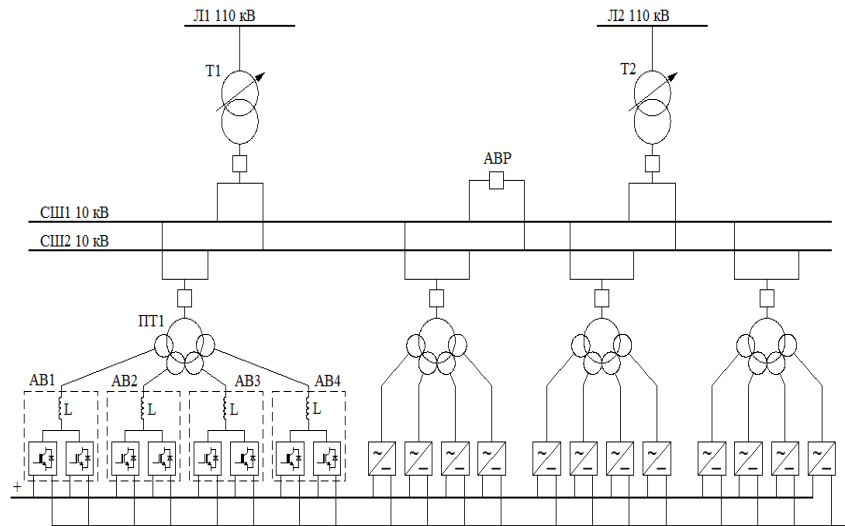 Л1 110 кВ
Л2 110 кВ
Т1
Т2
АВР
СШ1 10 кВ
СШ2 10 кВ
ПТ1
АВ1
АВ2
АВ3
АВ4
L
L
L
L
~
~
~
~
~
~
~
~
~
~
~
~
+